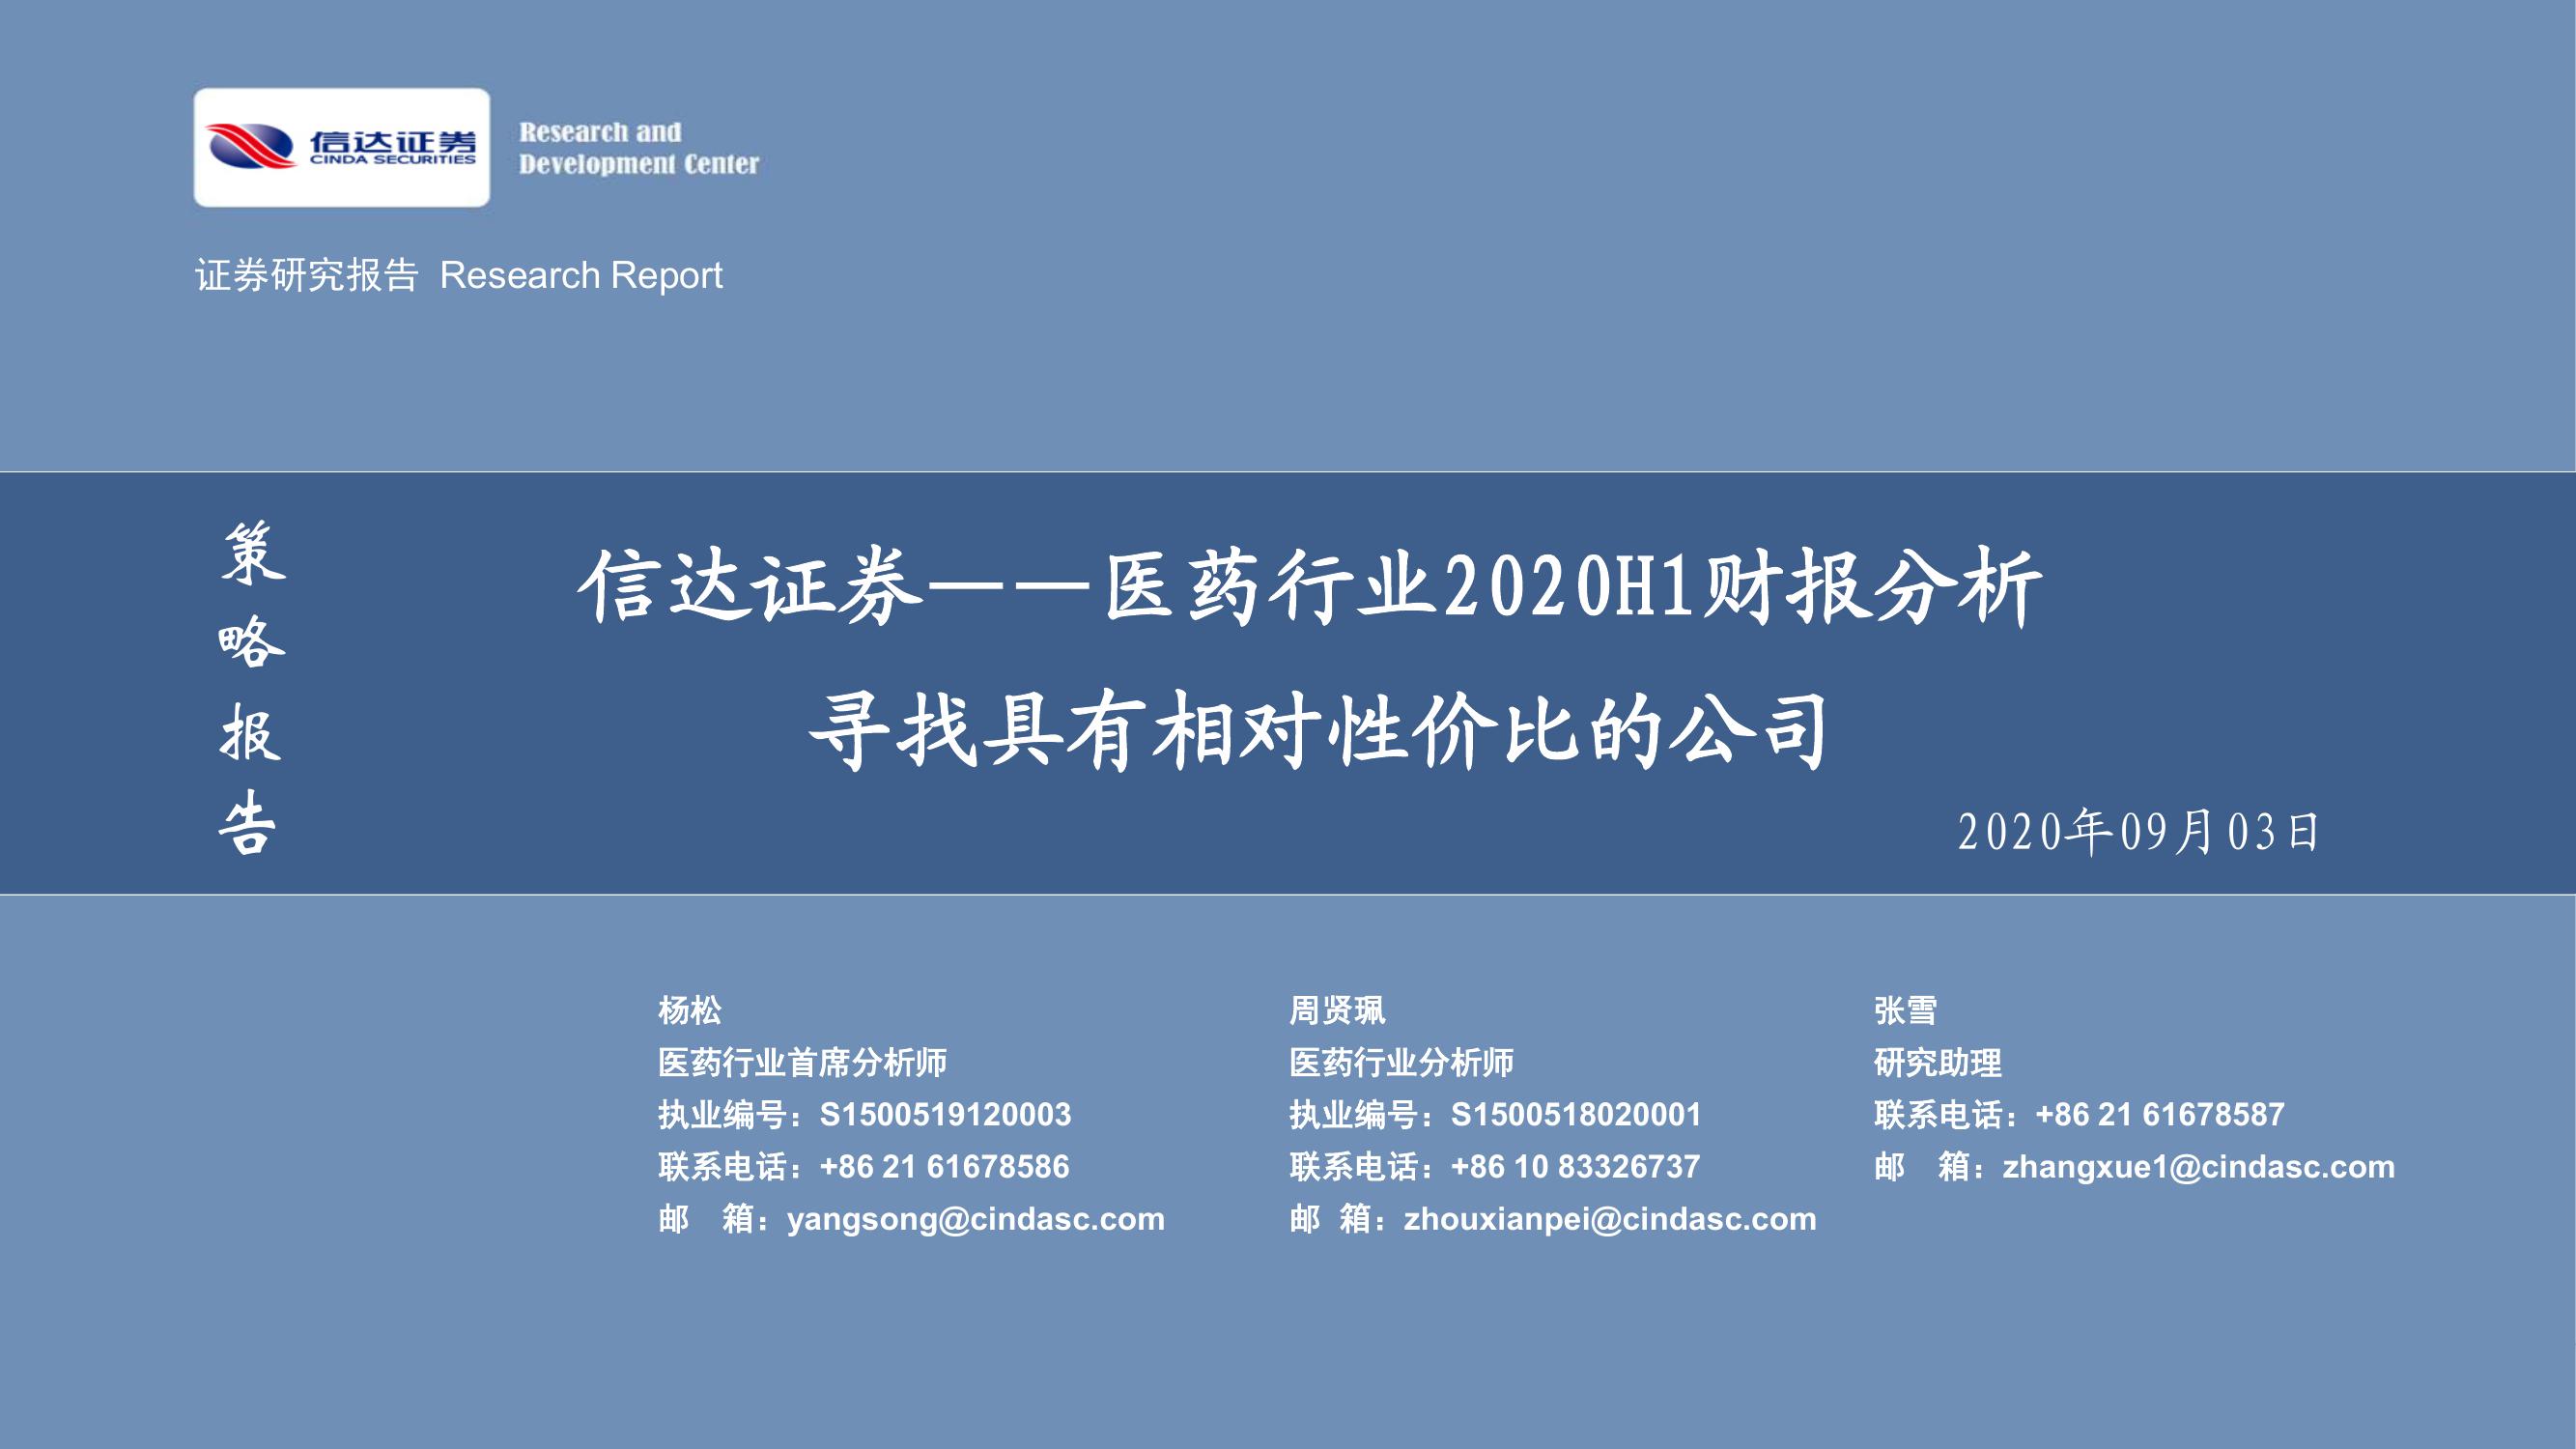 信达证券
CINDA SECURITIES
Research and
Development Center
证券研究报告 Research Report
策
略
报
告
信达证券——医药行业2020H1财报分析
寻找具有相对性价比的公司
2020年09月03日
杨松
医药行业首席分析师
执业编号：S1500519120003
联系电话：+86 21 61678586
邮 箱：yangsong@cindasc.com
周贤珮
医药行业分析师
执业编号：S1500518020001
联系电话：+86 10 83326737
邮 箱：zhouxianpei@cindasc.com
张雪
研究助理
联系电话：+86 21 61678587
邮 箱：zhangxue1@cindasc.com